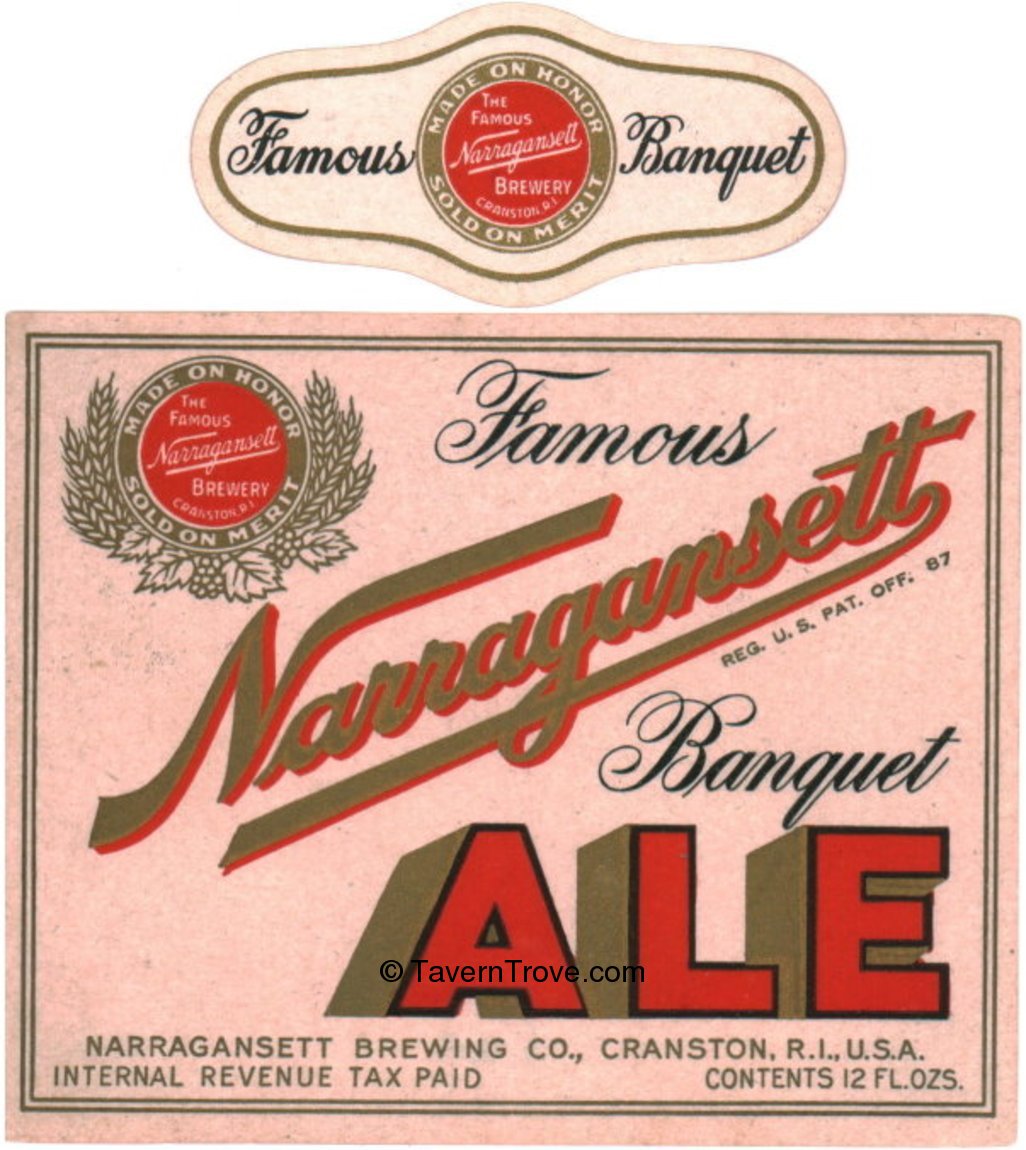 Famous Banquet
MADE ON HONOR
THE
FAMOUS
Narragansett
BREWERY
CRANSTON, R.I.
SOLD ON MERIT
MADE ON HONOR
THE
FAMOUS
Narragansett
BREWERY
CRANSTON, R.I.
SOLD ON MERIT
Famous
Narragansett
REG. U. S. PAT. OFF. 87
Banquet
ALE
© TavernTrove.com
NARRAGANSETT BREWING CO., CRANSTON, R.I., U.S.A.
INTERNAL REVENUE TAX PAID CONTENTS 12 FL.OZS.